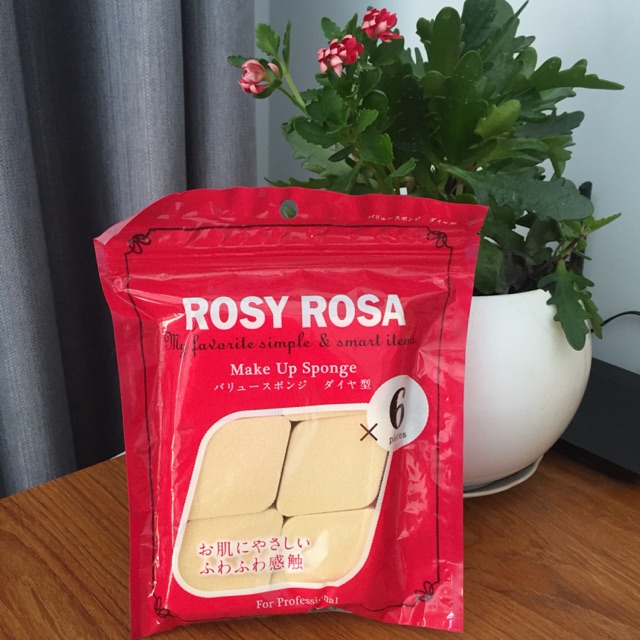 バリュースポンジ ダイヤ型
ROSY ROSA
My favorite simple & smart items.
Make Up Sponge
バリュースポンジ ダイヤ型
×6
pieces
お肌にやさしい
ふわふわ感触
For Professional